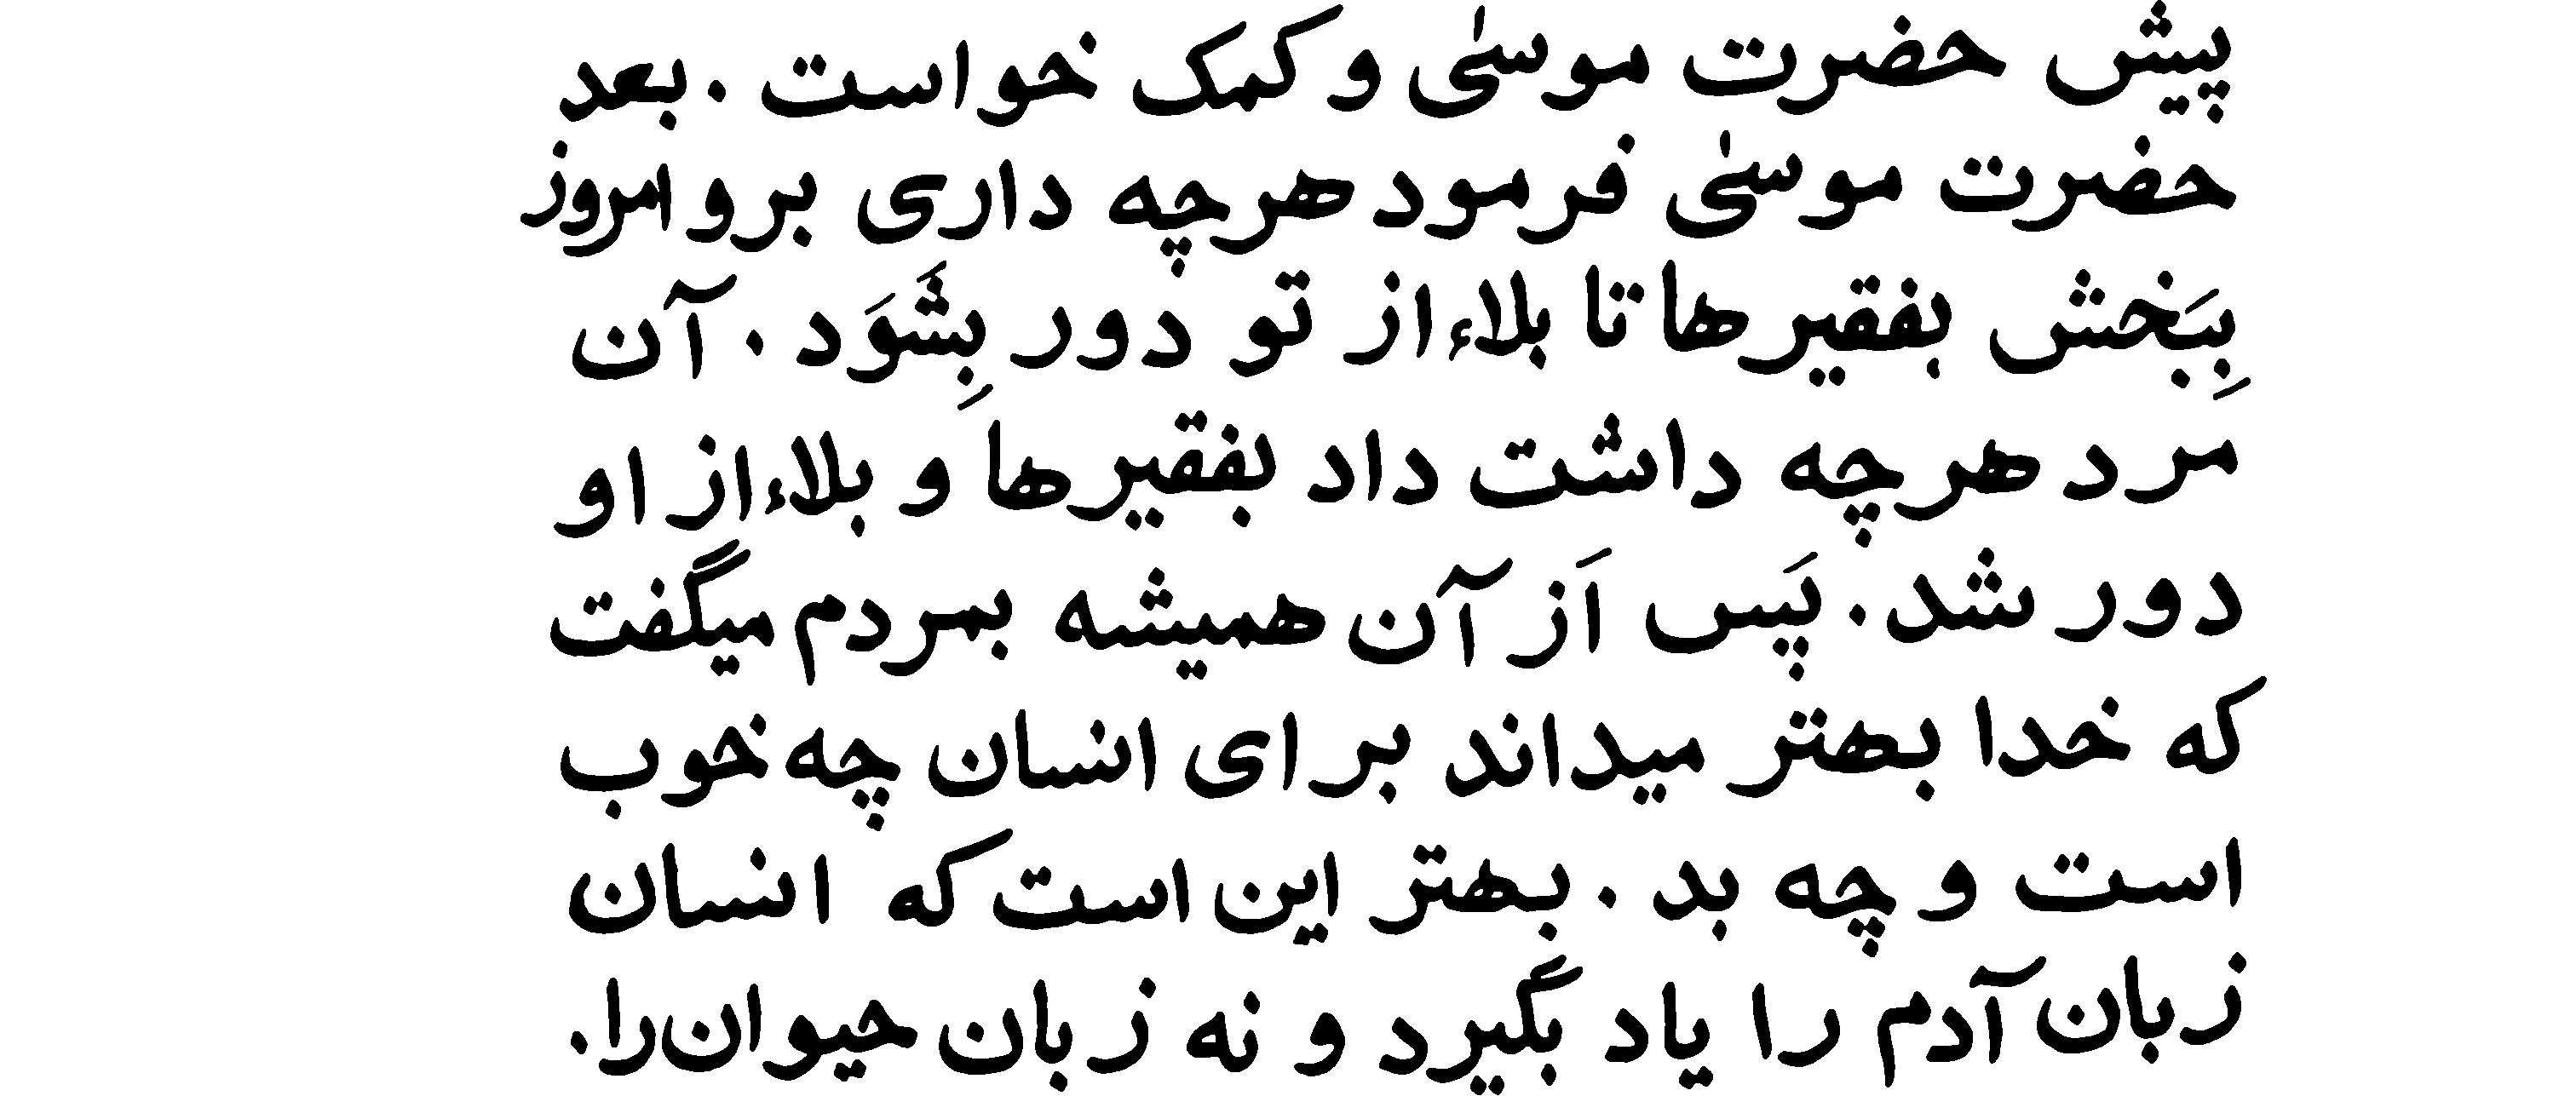 پیش حضرت موسیٰ و کمک خواست . بعد
حضرت موسیٰ فرمود هرچه داری برو امروز
بِبَخش بفقیرها تا بلاء از تو دور بِشَوَد . آن
مرد هرچه داشت داد بفقیرها و بلاء از او
دور شد . پَس اَز آن همیشه بمردم میگفت
که خدا بهتر میداند برای انسان چه خوب
است و چه بد . بهتر این است که انسان
زبان آدم را یاد بگیرد و نه زبان حیوان را .